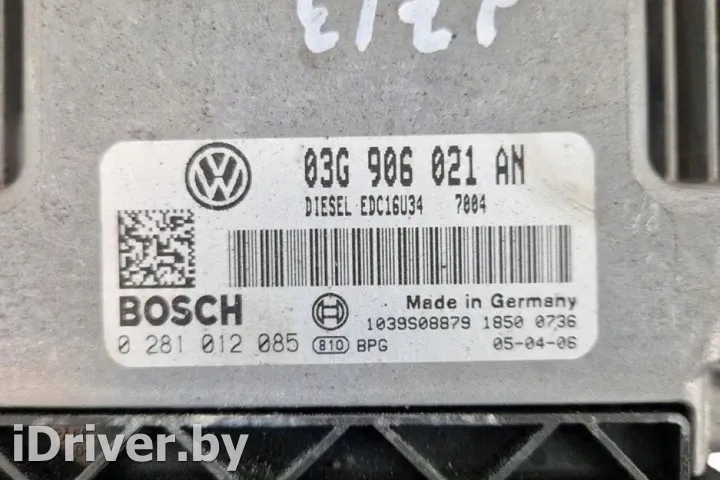 03G 906 021 AN
DIESEL EDC16U34 7004
BOSCH
Made in Germany
1039S08879 1850 0736
0 281 012 085 810 BPG 05-04-06
iDriver.by